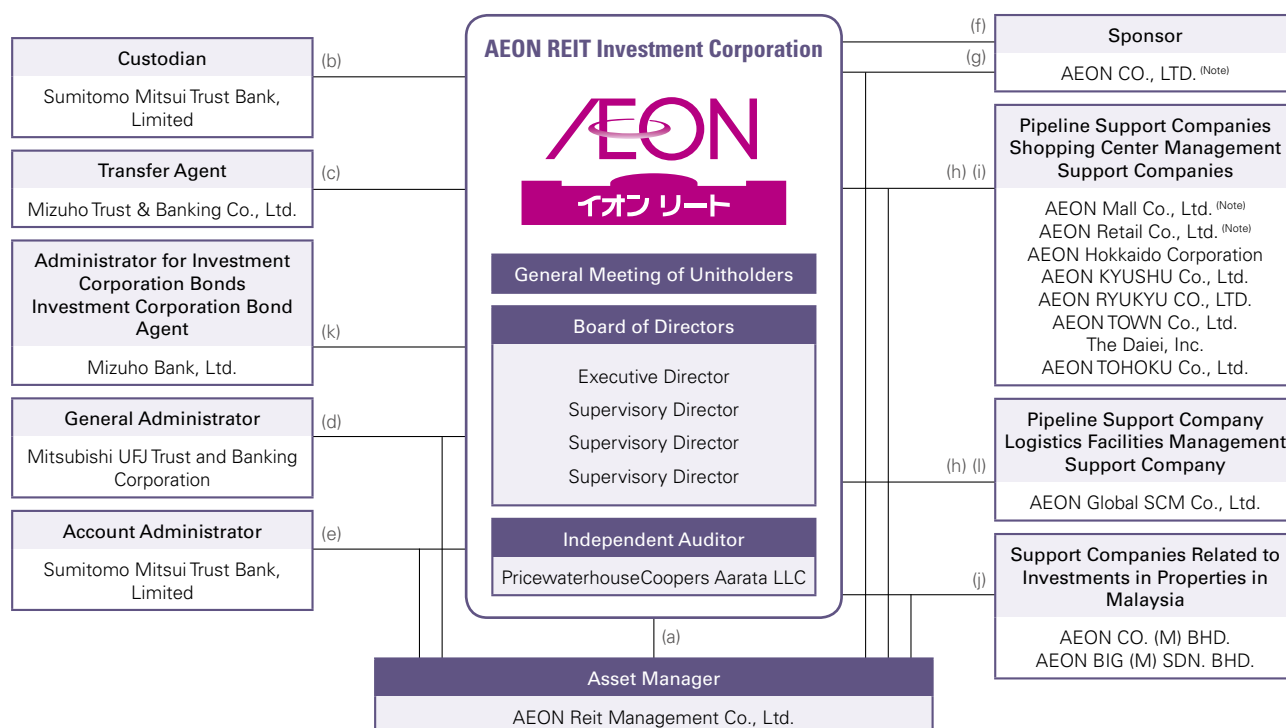 Custodian
Sumitomo Mitsui Trust Bank,
Limited
(b)
Transfer Agent
Mizuho Trust & Banking Co., Ltd.
(c)
Administrator for Investment
Corporation Bonds
Investment Corporation Bond
Agent
Mizuho Bank, Ltd.
(k)
General Administrator
Mitsubishi UFJ Trust and Banking
Corporation
(d)
Account Administrator
Sumitomo Mitsui Trust Bank,
Limited
(e)
AEON REIT Investment Corporation
ÆON
イオン リート
General Meeting of Unitholders
Board of Directors
Executive Director
Supervisory Director
Supervisory Director
Supervisory Director
Independent Auditor
PricewaterhouseCoopers Aarata LLC
(a)
Asset Manager
AEON Reit Management Co., Ltd.
(f)
(g)
Sponsor
AEON CO., LTD. (Note)
(h) (i)
Pipeline Support Companies
Shopping Center Management
Support Companies
AEON Mall Co., Ltd. (Note)
AEON Retail Co., Ltd. (Note)
AEON Hokkaido Corporation
AEON KYUSHU Co., Ltd.
AEON RYUKYU CO., LTD.
AEON TOWN Co., Ltd.
The Daiei, Inc.
AEON TOHOKU Co., Ltd.
(h) (l)
Pipeline Support Company
Logistics Facilities Management
Support Company
AEON Global SCM Co., Ltd.
(j)
Support Companies Related to
Investments in Properties in
Malaysia
AEON CO. (M) BHD.
AEON BIG (M) SDN. BHD.